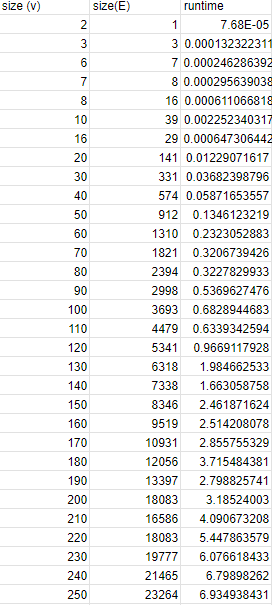 size (v) size(E) runtime
2 1 7.68E-05
3 3 0.000132322311
6 7 0.000246286392
7 8 0.000295639038
8 16 0.000611066818
10 39 0.002252340317
16 29 0.000647306442
20 141 0.01229071617
30 331 0.03682398796
40 574 0.05871653557
50 912 0.1346123219
60 1310 0.2323052883
70 1821 0.3206739426
80 2394 0.3227829933
90 2998 0.5369627476
100 3693 0.6828944683
110 4479 0.6339342594
120 5341 0.9669117928
130 6318 1.984662533
140 7338 1.663058758
150 8346 2.461871624
160 9519 2.514208078
170 10931 2.855755329
180 12056 3.715484381
190 13397 2.798825741
200 18083 3.18524003
210 16586 4.090673208
220 18083 5.447863579
230 19777 6.076618433
240 21465 6.79898262
250 23264 6.934938431